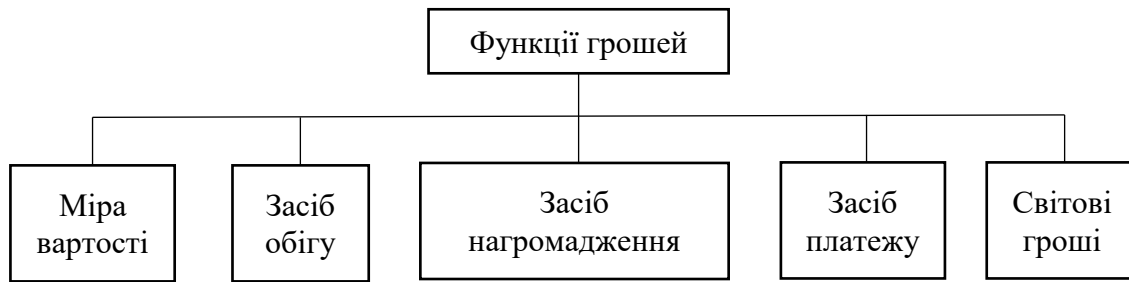 Функції грошей
Міра
вартості
Засіб
обігу
Засіб
нагромадження
Засіб
платежу
Світові
гроші